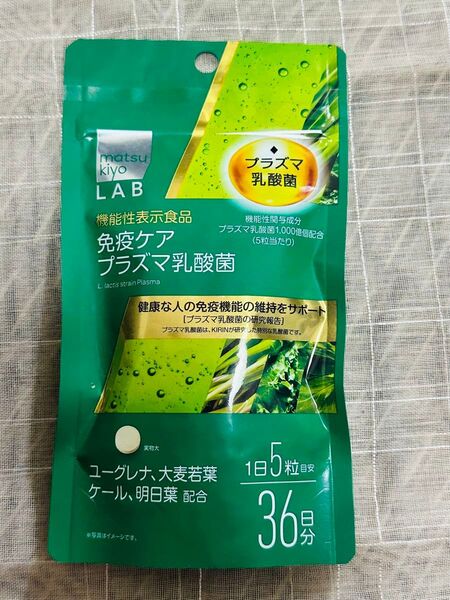 matsu
kiyo
LAB
プラズマ
乳酸菌
機能性表示食品
免疫ケア
プラズマ乳酸菌
L. lactis strain Plasma
機能性関与成分
プラズマ乳酸菌1,000億個配合
(5粒当たり)
健康な人の免疫機能の維持をサポート
[プラズマ乳酸菌の研究報告]
プラズマ乳酸菌は、KIRINが研究した特別な乳酸菌です。
実物大
ユーグレナ、大麦若葉
ケール、明日葉 配合
※写真はイメージです。
1日5粒目安
36日分